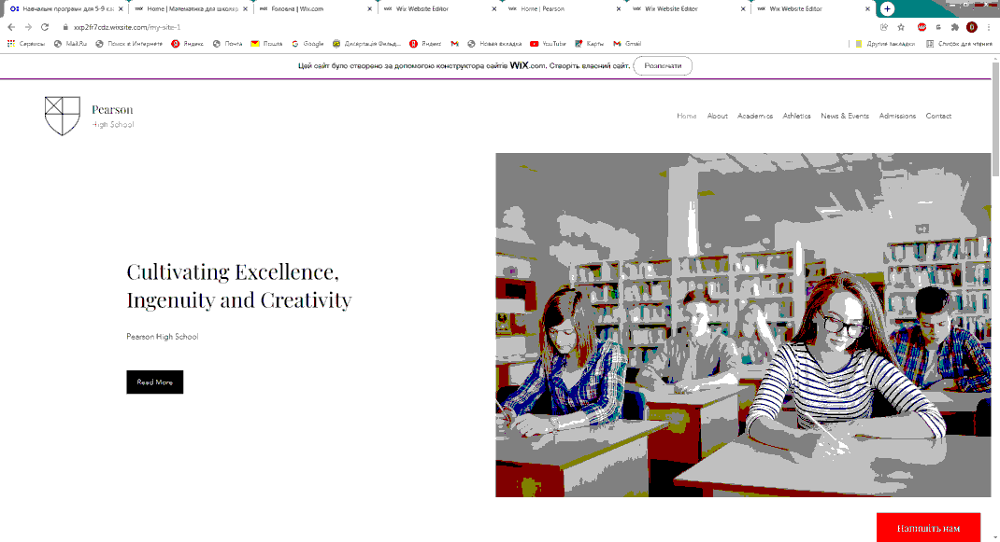 Навчальні програми для 5-9 кла
Home | Математика для школяр
Головна | Wix.com
Wix Website Editor
Home | Pearson
Wix Website Editor
Wix Website Editor
xxp2fr7cdz.wixsite.com/my-site-1
Сервисы Mail.Ru Поиск в Интернете Яндекс Почта Пошта Google Дисертація Фельд... Яндекс Новая вкладка YouTube Карты Gmail Другие закладки Список для чтения
Цей сайт було створено за допомогою конструктора сайтів WiX.com. Створіть власний сайт. Розпочати
Pearson
High School
Home About Academics Athletics News & Events Admissions Contact
Cultivating Excellence,
Ingenuity and Creativity
Pearson High School
Read More
Напишіть нам